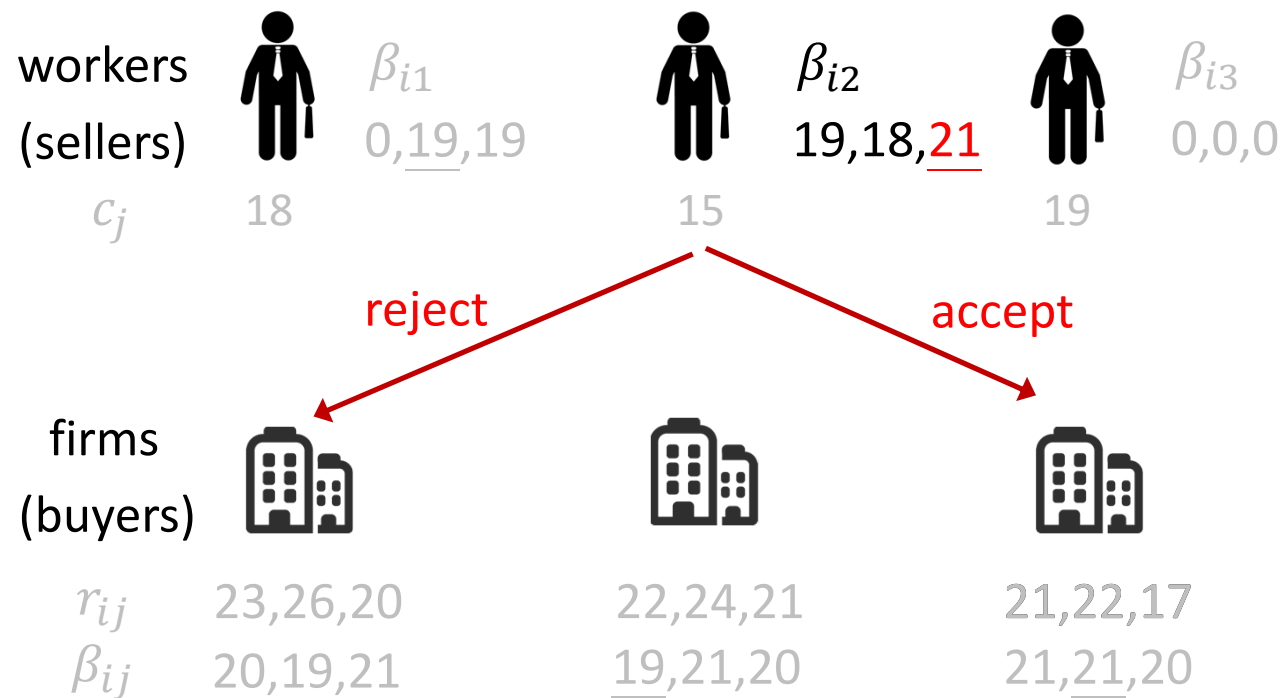 workers β_{i1} β_{i2} β_{i3}
(sellers) 0,19,19 19,18,21 0,0,0
c_j 18 15 19
reject accept
firms
(buyers)
r_{ij} 23,26,20 22,24,21 21,22,17
β_{ij} 20,19,21 19,21,20 21,21,20